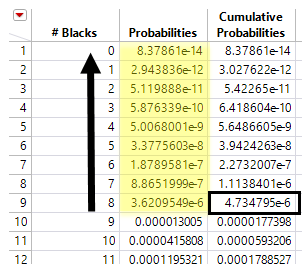 # Blacks Probabilities Cumulative Probabilities
1 0 8.37861e-14 8.37861e-14
2 1 2.943836e-12 3.027622e-12
3 2 5.119888e-11 5.42265e-11
4 3 5.876339e-10 6.418604e-10
5 4 5.0068001e-9 5.6486605e-9
6 5 3.3775603e-8 3.9424263e-8
7 6 1.8789581e-7 2.2732007e-7
8 7 8.8651999e-7 1.1138401e-6
9 8 3.6209549e-6 4.734795e-6
10 9 0.000013005 0.0000177398
11 10 0.0000415808 0.0000593206
12 11 0.0001195321 0.0001788527